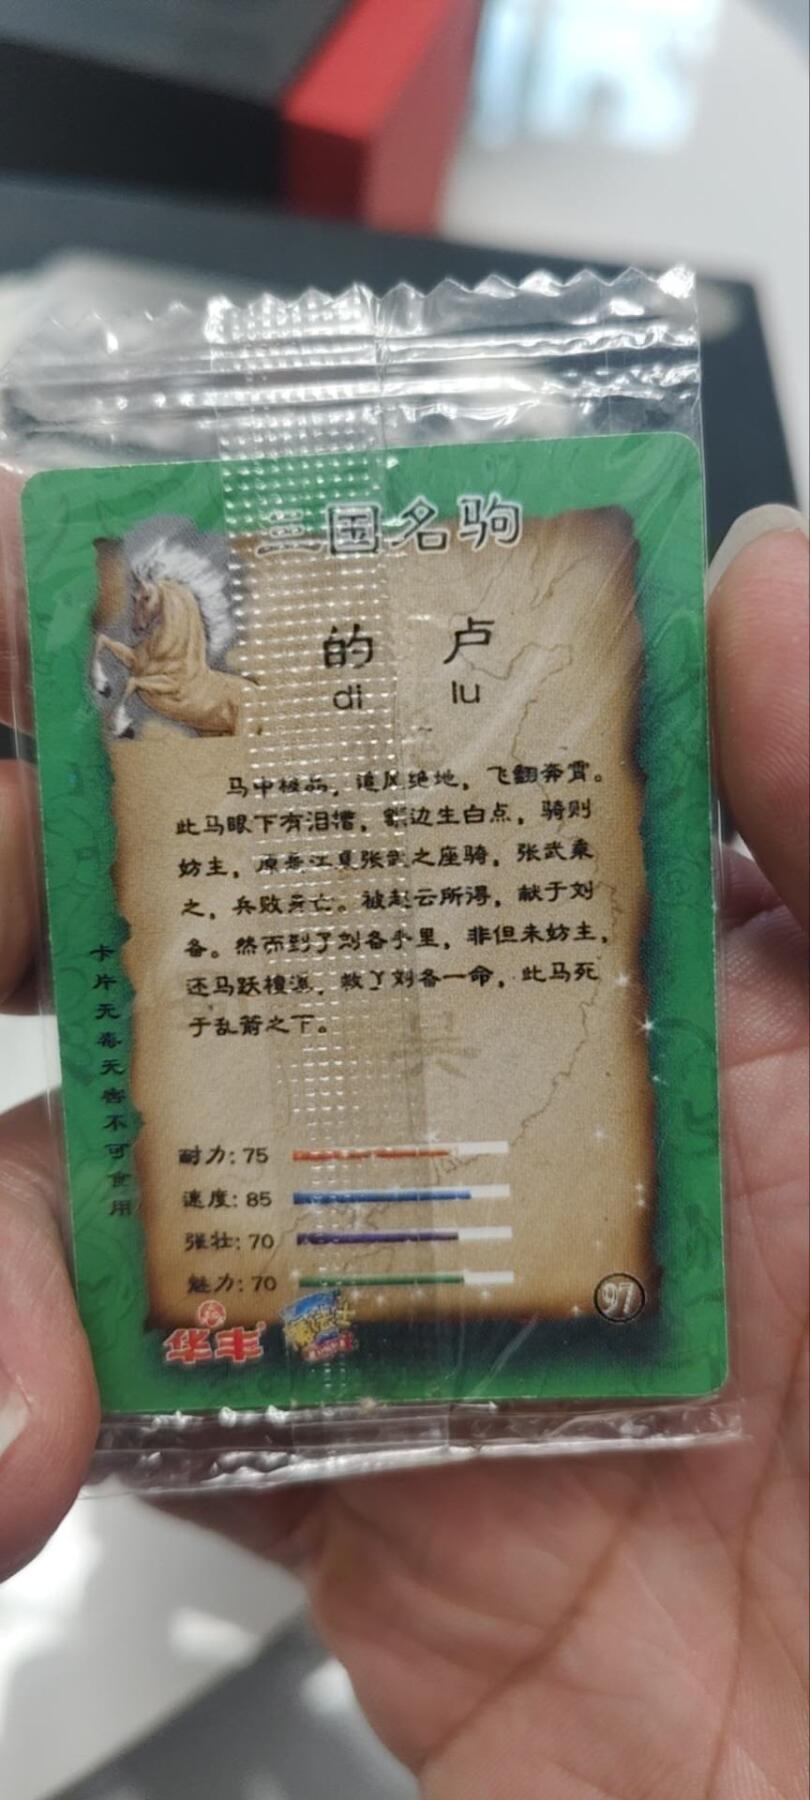 三国名驹
的 卢
di lu
马中极品，追风绝地，飞翻奔霄。
此马眼下有泪槽，额边生白点，骑则
妨主，原是江夏张武之座骑，张武乘
之，兵败身亡。被赵云所得，献于刘
备。然而到了刘备手里，非但未妨主，
还马跃檀溪，救了刘备一命，此马死
于乱箭之下。
吴
耐力：75
速度：85
强壮：70
魅力：70
97
卡片无毒无害不可食用
华丰
魔法士